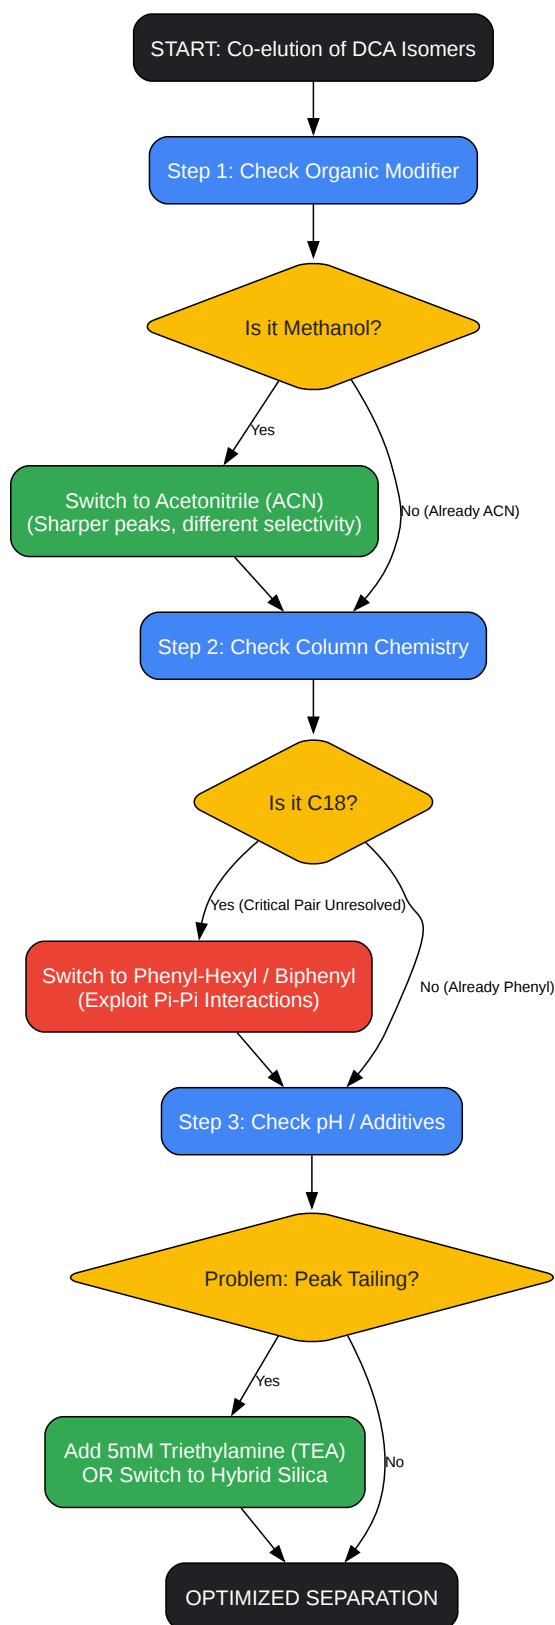 START: Co-elution of DCA Isomers
Step 1: Check Organic Modifier
Is it Methanol?
Yes
Switch to Acetonitrile (ACN)
(Sharper peaks, different selectivity)
No (Already ACN)
Step 2: Check Column Chemistry
Is it C18?
Yes (Critical Pair Unresolved)
Switch to Phenyl-Hexyl / Biphenyl
(Exploit Pi-Pi Interactions)
No (Already Phenyl)
Step 3: Check pH / Additives
Problem: Peak Tailing?
Yes
Add 5mM Triethylamine (TEA)
OR Switch to Hybrid Silica
No
OPTIMIZED SEPARATION